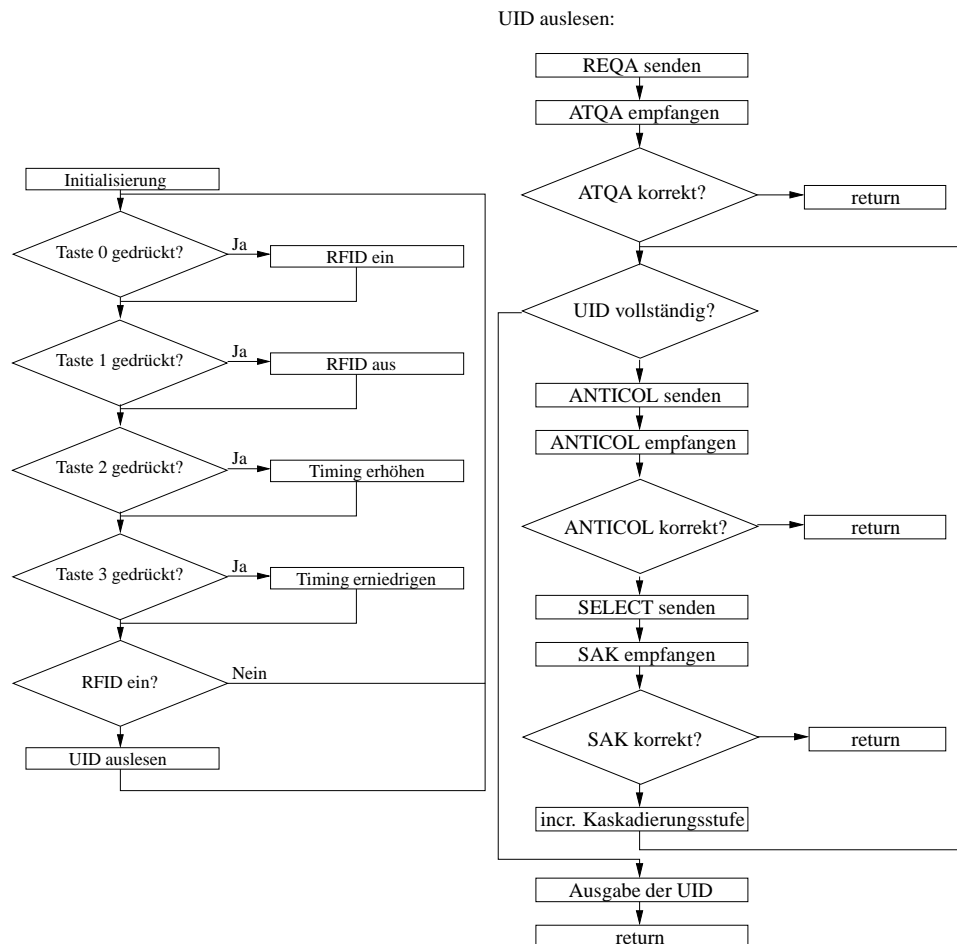 Initialisierung
Taste 0 gedrückt?
Ja
RFID ein
Taste 1 gedrückt?
Ja
RFID aus
Taste 2 gedrückt?
Ja
Timing erhöhen
Taste 3 gedrückt?
Ja
Timing erniedrigen
RFID ein?
Nein
UID auslesen
UID auslesen:
REQA senden
ATQA empfangen
ATQA korrekt?
return
UID vollständig?
ANTICOL senden
ANTICOL empfangen
ANTICOL korrekt?
return
SELECT senden
SAK empfangen
SAK korrekt?
return
incr. Kaskadierungsstufe
Ausgabe der UID
return